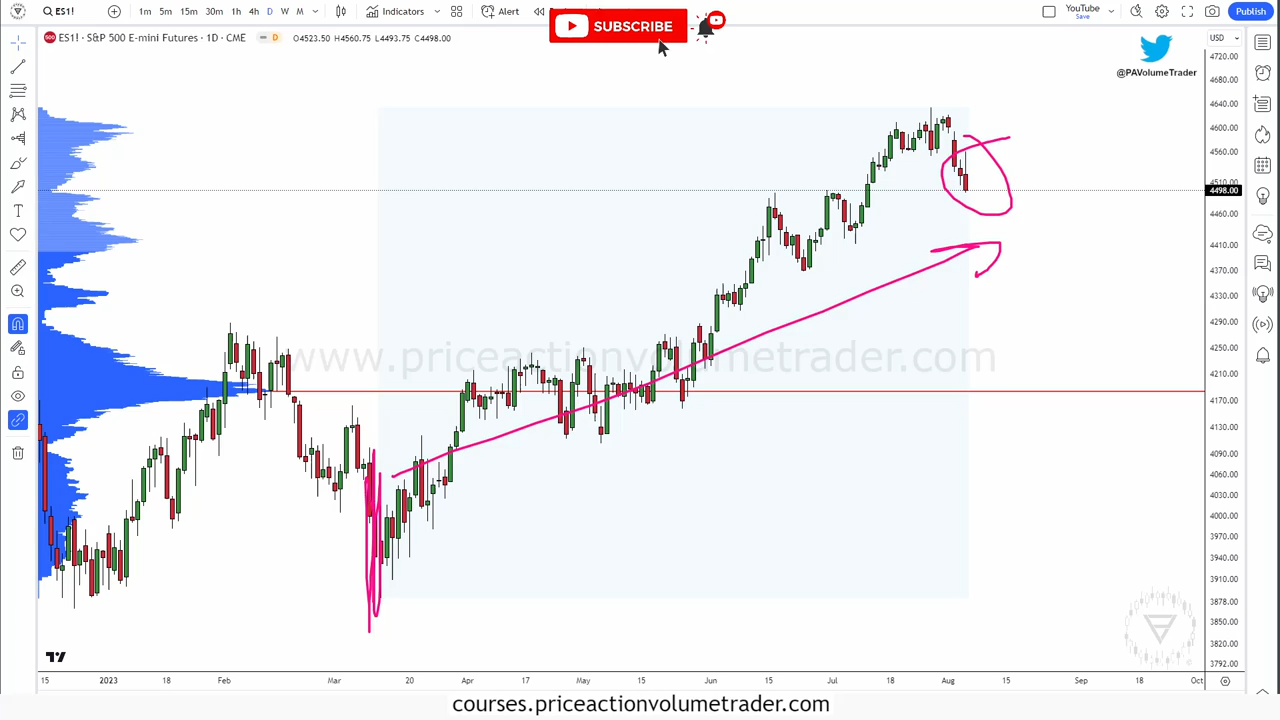 ES1!
1m 5m 15m 30m 1h 4h D W M
Indicators
Alert
SUBSCRIBE
YouTube
Save
Publish
500 ES1! · S&P 500 E-mini Futures · 1D · CME
D
O4523.50 H4560.75 L4493.75 C4498.00
@PAVolumeTrader
USD
4720.00
4680.00
4640.00
4600.00
4560.00
4510.00
4498.00
4460.00
4410.00
4370.00
4330.00
4290.00
4250.00
4210.00
4170.00
4130.00
4090.00
4060.00
4030.00
4000.00
3970.00
3940.00
3910.00
3878.00
3850.00
3820.00
3792.00
www.priceactionvolumetrader.com
15 2023 18 Feb Mar 20 Apr 17 May 15 Jun 15 Jul 18 Aug 15 Sep 18 Oct
courses.priceactionvolumetrader.com